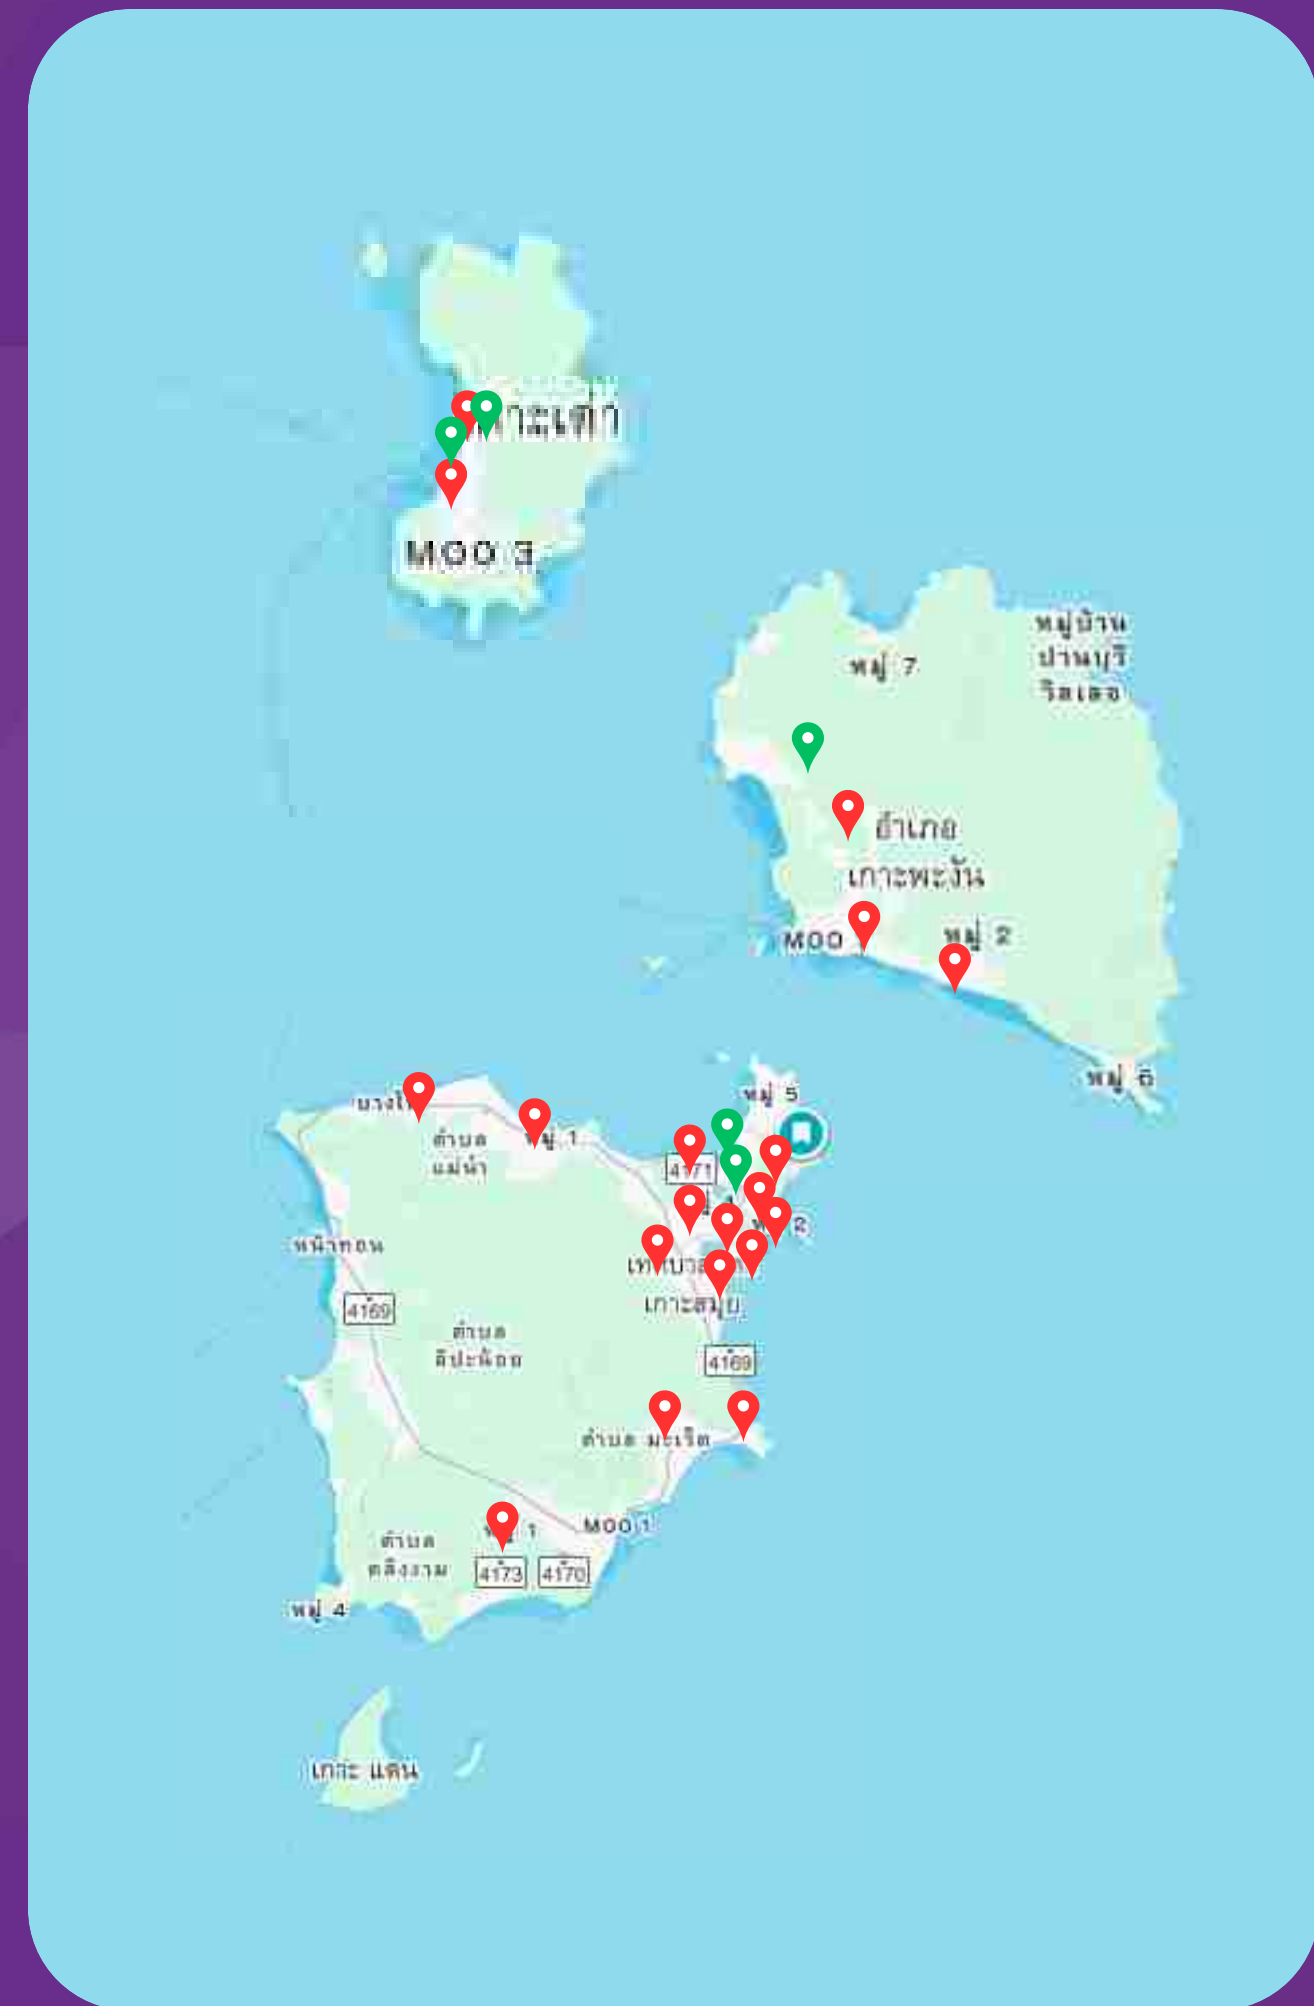 MOO 3
หมู่บ้าน
ปานบุรี
วิลเลจ
หมู่ 7
อำเภอ
เกาะพะงัน
MOO
หมู่ 2
หมู่ 6
หมู่ 5
ตำบล
แม่น้ำ
4171
หน้าทอน
4169
เกาะสมุย
ตำบล
ลิปะน้อย
4169
ตำบล มะเร็ต
MOO 1
ตำบล
ตลิ่งงาม
4173
4170
หมู่ 4
เกาะ แตน